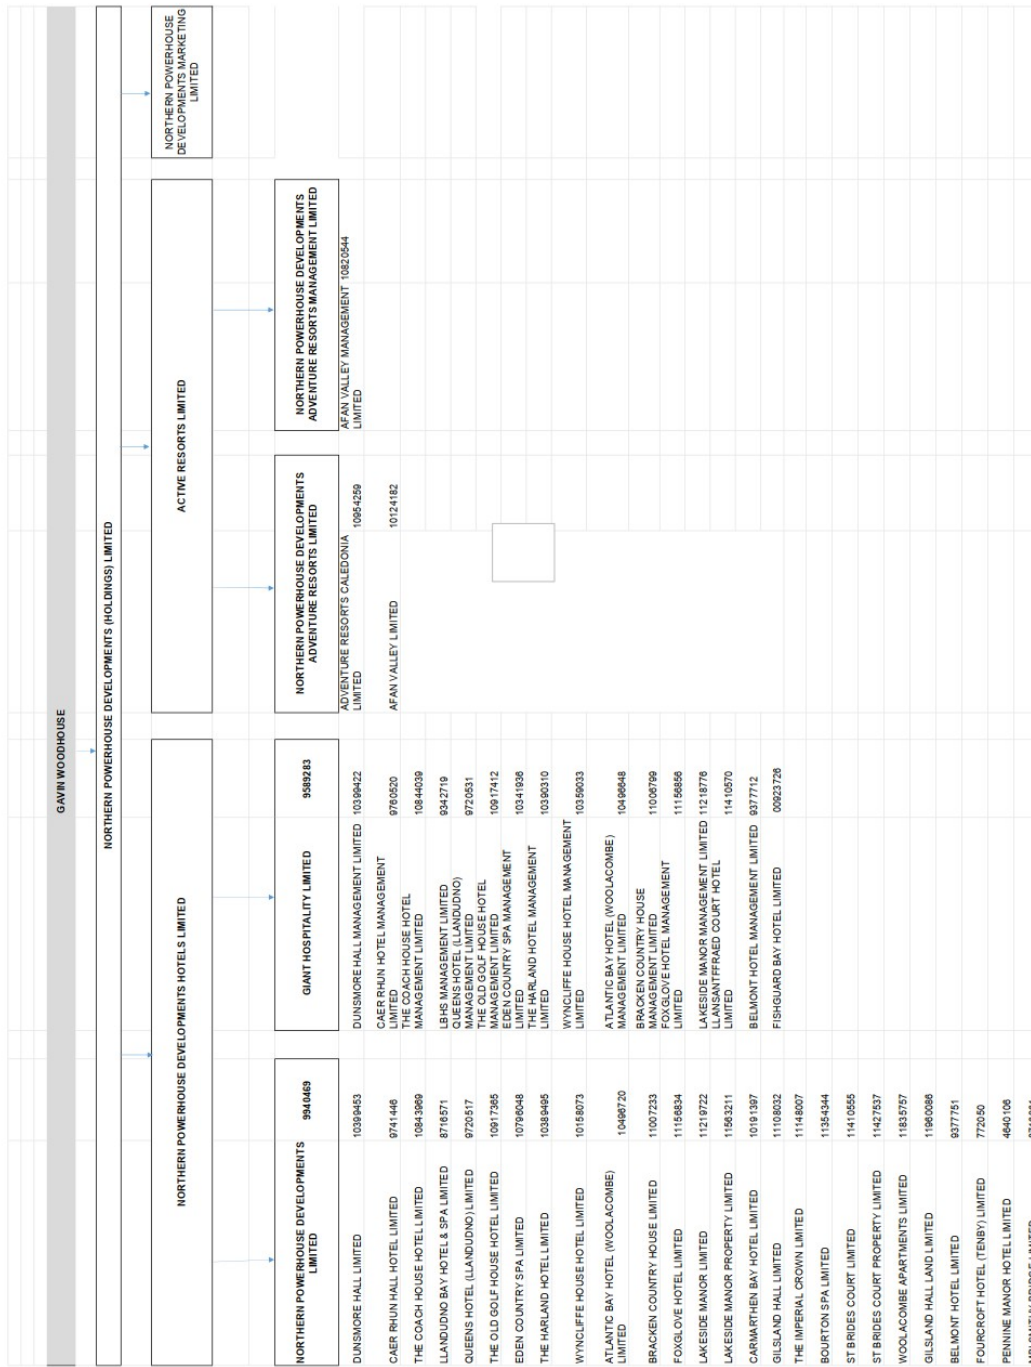 GAVIN WOODHOUSE
NORTHERN POWERHOUSE DEVELOPMENTS (HOLDINGS) LIMITED
NORTHERN POWERHOUSE DEVELOPMENTS HOTELS LIMITED
ACTIVE RESORTS LIMITED
NORTHERN POWERHOUSE
DEVELOPMENTS MARKETING
LIMITED
NORTHERN POWERHOUSE DEVELOPMENTS
LIMITED
9940469
DUNSMORE HALL LIMITED 10399453
CAER RHUN HALL HOTEL LIMITED 9741446
THE COACH HOUSE HOTEL LIMITED 10843969
LLANDUDNO BAY HOTEL & SPA LIMITED 8716571
QUEENS HOTEL (LLANDUDNO) LIMITED 9720517
THE OLD GOLF HOUSE HOTEL LIMITED 10917365
EDEN COUNTRY SPA LIMITED 10796048
THE HARLAND HOTEL LIMITED 10389495
WYNCLIFFE HOUSE HOTEL LIMITED 10158073
ATLANTIC BAY HOTEL (WOOLACOMBE)
LIMITED 10496720
BRACKEN COUNTRY HOUSE LIMITED 11007233
FOXGLOVE HOTEL LIMITED 11156834
LAKESIDE MANOR LIMITED 11219722
LAKESIDE MANOR PROPERTY LIMITED 11563211
CARMARTHEN BAY HOTEL LIMITED 10191397
GILSLAND HALL LIMITED 11108032
THE IMPERIAL CROWN LIMITED 11148007
BOURTON SPA LIMITED 11354344
ST BRIDES COURT LIMITED 11410555
ST BRIDES COURT PROPERTY LIMITED 11427537
WOOLACOMBE APARTMENTS LIMITED 11835757
GILSLAND HALL LAND LIMITED 11960086
BELMONT HOTEL LIMITED 9377751
FOURCROFT HOTEL (TENBY) LIMITED 772050
PENNINE MANOR HOTEL LIMITED 4640106
GIANT HOSPITALITY LIMITED 9589283
DUNSMORE HALL MANAGEMENT LIMITED 10399422
CAER RHUN HOTEL MANAGEMENT
LIMITED 9760520
THE COACH HOUSE HOTEL
MANAGEMENT LIMITED 10844039
LBHS MANAGEMENT LIMITED 9342719
QUEENS HOTEL (LLANDUDNO)
MANAGEMENT LIMITED 9720531
THE OLD GOLF HOUSE HOTEL
MANAGEMENT LIMITED 10917412
EDEN COUNTRY SPA MANAGEMENT
LIMITED 10341936
THE HARLAND HOTEL MANAGEMENT
LIMITED 10390310
WYNCLIFFE HOUSE HOTEL MANAGEMENT
LIMITED 10359033
ATLANTIC BAY HOTEL (WOOLACOMBE)
MANAGEMENT LIMITED 10496648
BRACKEN COUNTRY HOUSE
MANAGEMENT LIMITED 11006799
FOXGLOVE HOTEL MANAGEMENT
LIMITED 11156856
LAKESIDE MANOR MANAGEMENT LIMITED 11218776
LLANSANTFFRAED COURT HOTEL
LIMITED 11410570
BELMONT HOTEL MANAGEMENT LIMITED 9377712
FISHGUARD BAY HOTEL LIMITED 00923726
NORTHERN POWERHOUSE DEVELOPMENTS
ADVENTURE RESORTS LIMITED
ADVENTURE RESORTS CALEDONIA
LIMITED 10954259
AFAN VALLEY LIMITED 10124182
NORTHERN POWERHOUSE DEVELOPMENTS
ADVENTURE RESORTS MANAGEMENT LIMITED
AFAN VALLEY MANAGEMENT 10820544
LIMITED